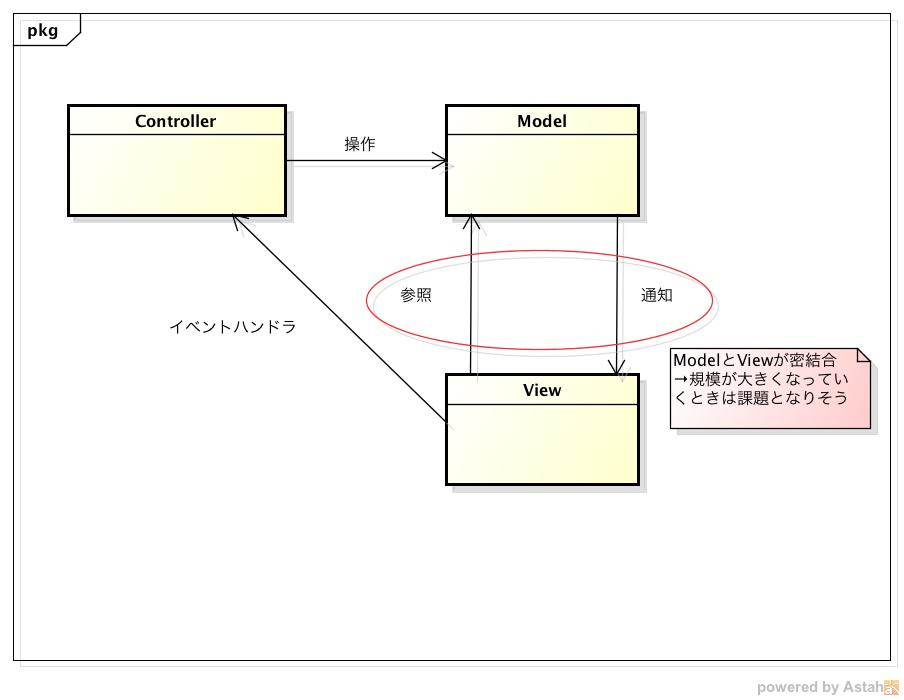 pkg
Controller
操作
Model
参照
通知
イベントハンドラ
ModelとViewが密結合
→規模が大きくなってい
くときは課題となりそう
View
powered by Astah